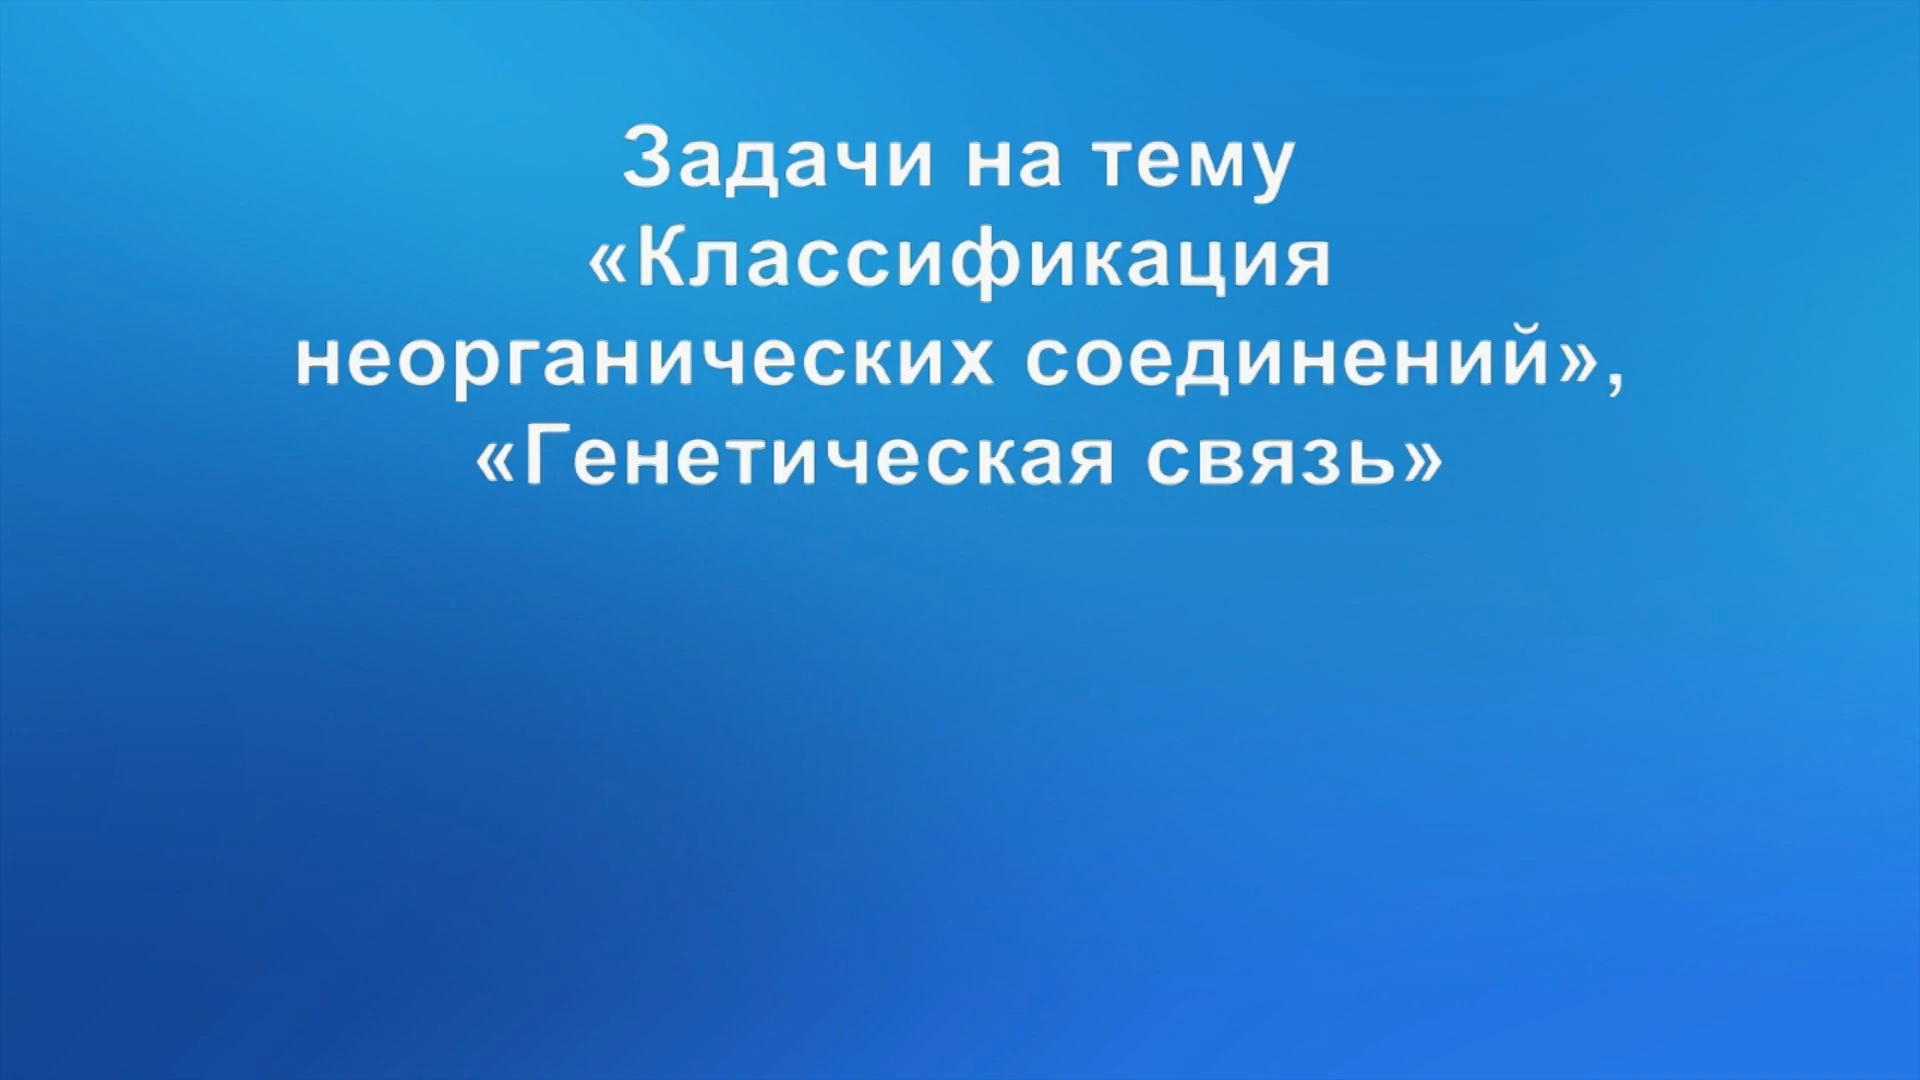 Задачи на тему
«Классификация
неорганических соединений»,
«Генетическая связь»